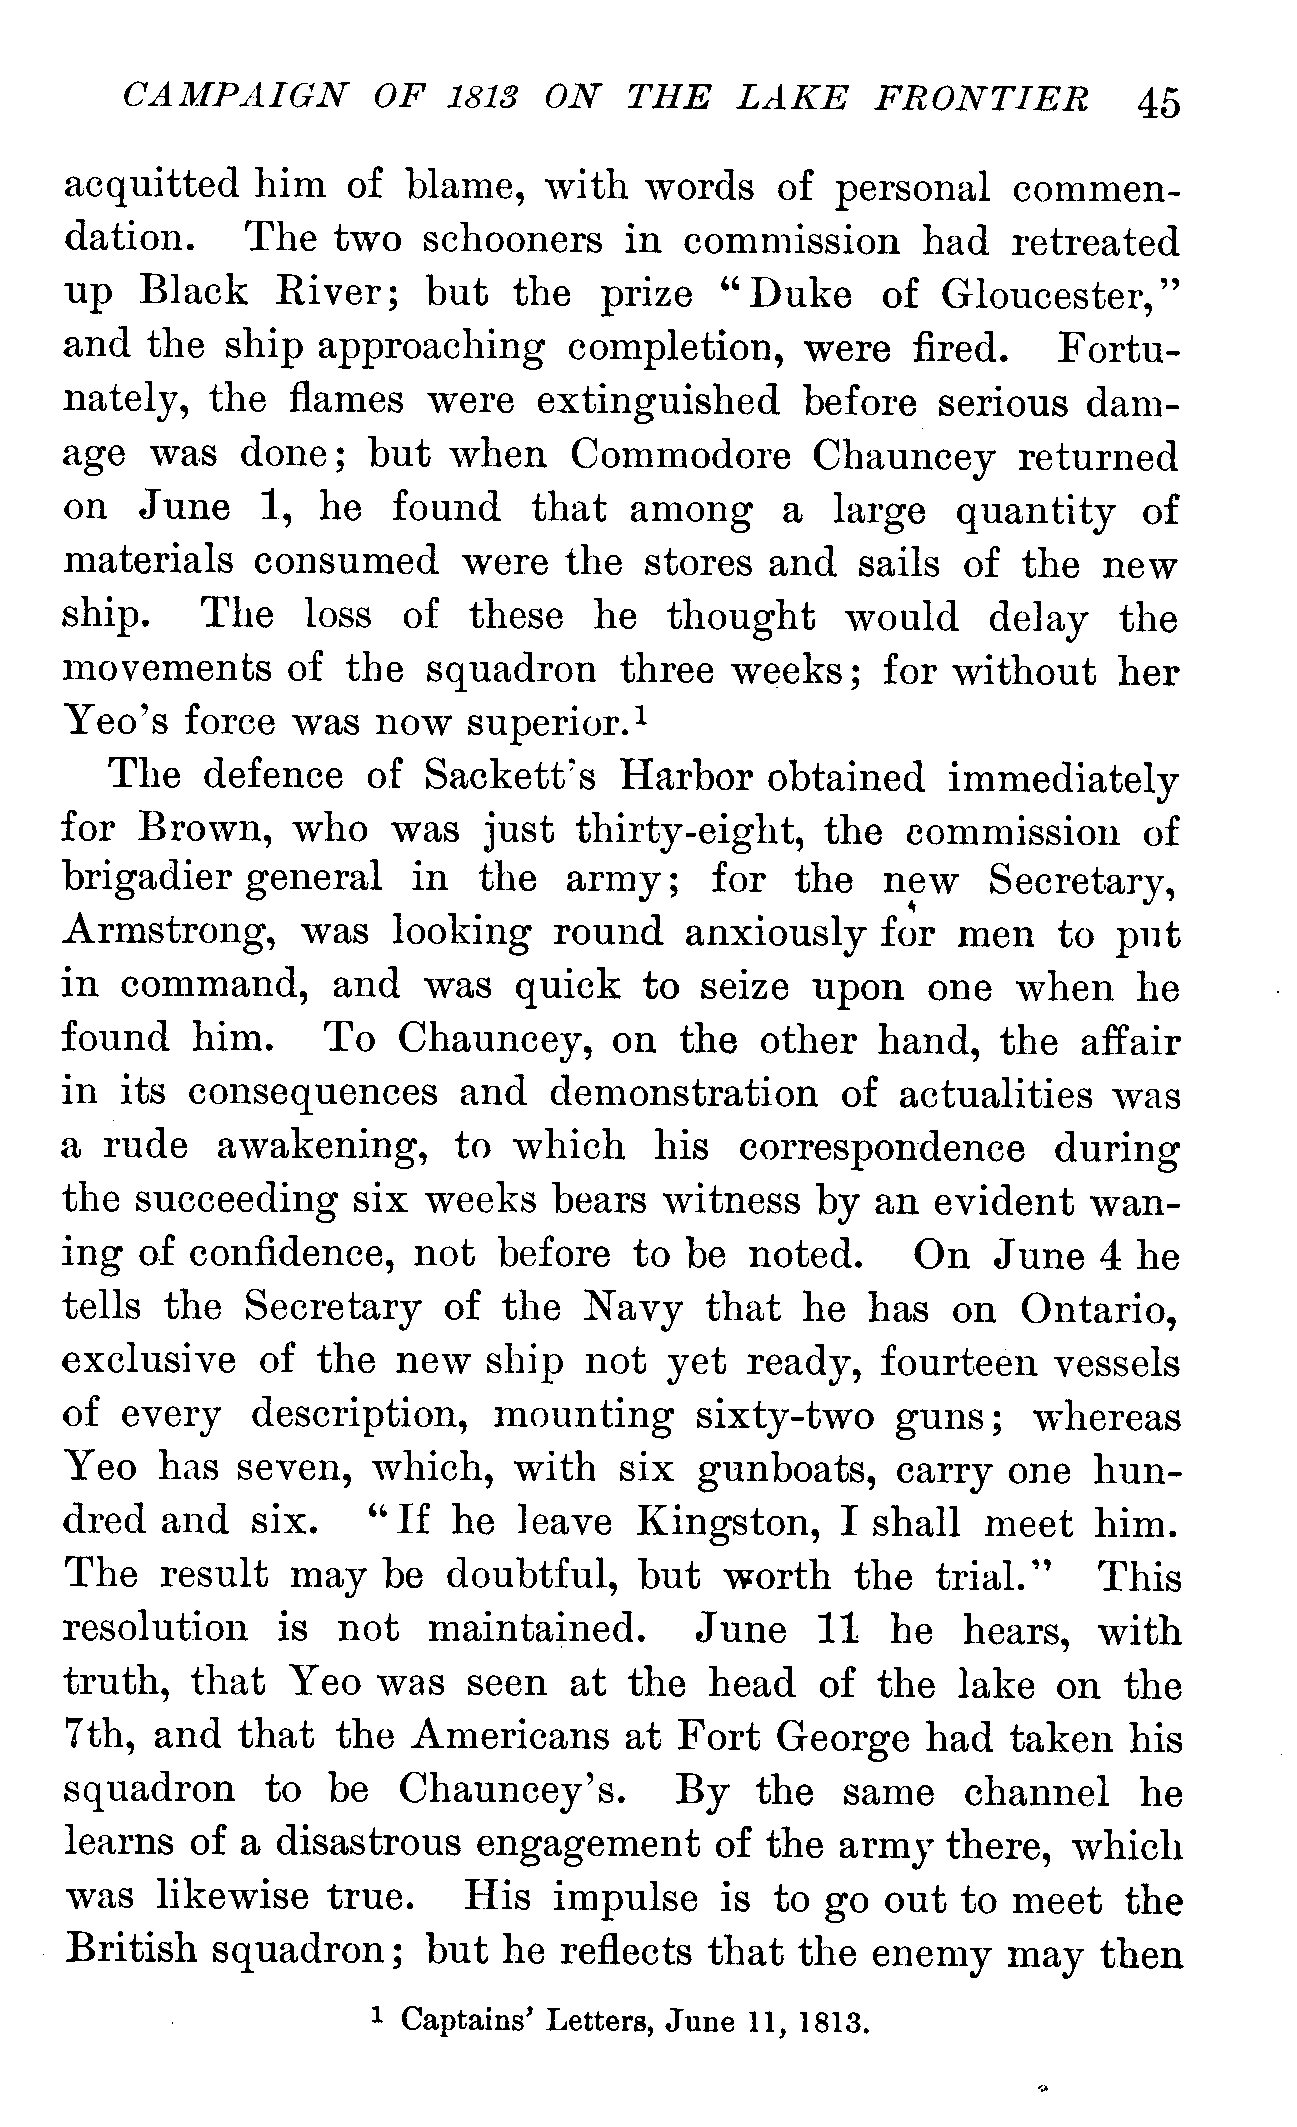 CAMPAIGN OF 1813 ON THE LAKE FRONTIER 45
acquitted him of blame, with words of personal commen-
dation. The two schooners in commission had retreated
up Black River; but the prize “Duke of Gloucester,”
and the ship approaching completion, were fired. Fortu-
nately, the flames were extinguished before serious dam-
age was done; but when Commodore Chauncey returned
on June 1, he found that among a large quantity of
materials consumed were the stores and sails of the new
ship. The loss of these he thought would delay the
movements of the squadron three weeks; for without her
Yeo’s force was now superior.¹
The defence of Sackett’s Harbor obtained immediately
for Brown, who was just thirty-eight, the commission of
brigadier general in the army; for the new Secretary,
Armstrong, was looking round anxiously for men to put
in command, and was quick to seize upon one when he
found him. To Chauncey, on the other hand, the affair
in its consequences and demonstration of actualities was
a rude awakening, to which his correspondence during
the succeeding six weeks bears witness by an evident wan-
ing of confidence, not before to be noted. On June 4 he
tells the Secretary of the Navy that he has on Ontario,
exclusive of the new ship not yet ready, fourteen vessels
of every description, mounting sixty-two guns; whereas
Yeo has seven, which, with six gunboats, carry one hun-
dred and six. “If he leave Kingston, I shall meet him.
The result may be doubtful, but worth the trial.” This
resolution is not maintained. June 11 he hears, with
truth, that Yeo was seen at the head of the lake on the
7th, and that the Americans at Fort George had taken his
squadron to be Chauncey’s. By the same channel he
learns of a disastrous engagement of the army there, which
was likewise true. His impulse is to go out to meet the
British squadron; but he reflects that the enemy may then
¹ Captains’ Letters, June 11, 1813.